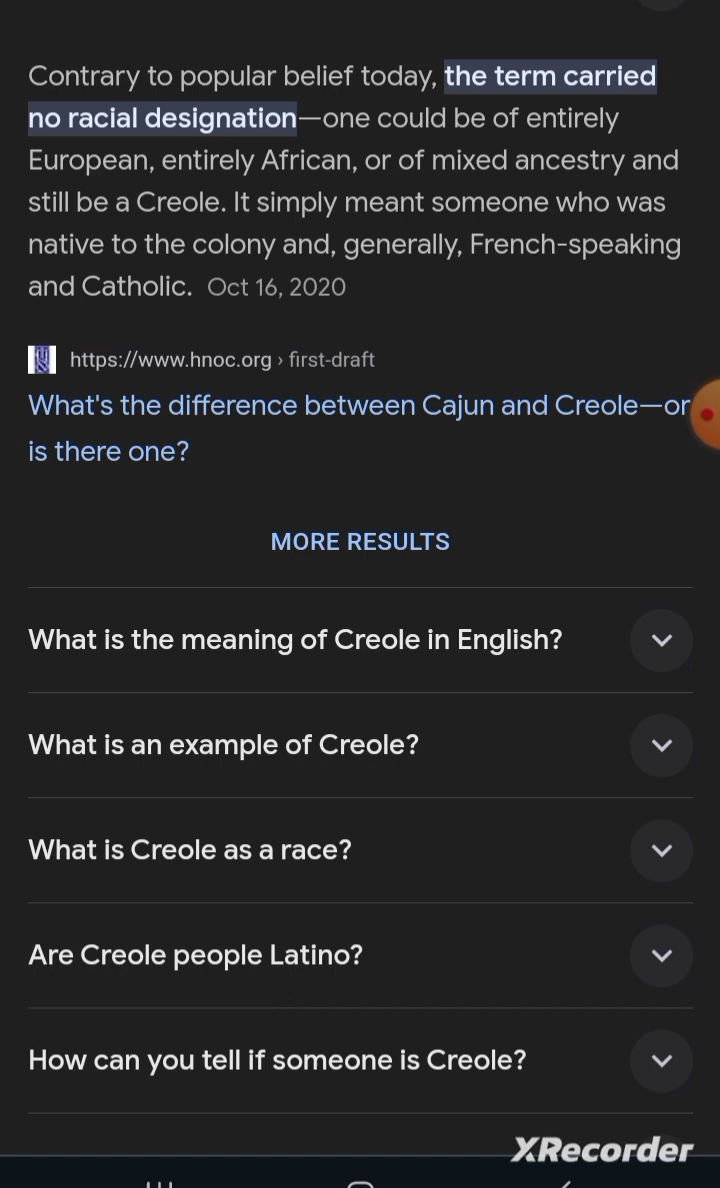 Contrary to popular belief today, the term carried
no racial designation—one could be of entirely
European, entirely African, or of mixed ancestry and
still be a Creole. It simply meant someone who was
native to the colony and, generally, French-speaking
and Catholic. Oct 16, 2020
https://www.hnoc.org › first-draft
What's the difference between Cajun and Creole—or
is there one?
MORE RESULTS
What is the meaning of Creole in English?
What is an example of Creole?
What is Creole as a race?
Are Creole people Latino?
How can you tell if someone is Creole?
XRecorder